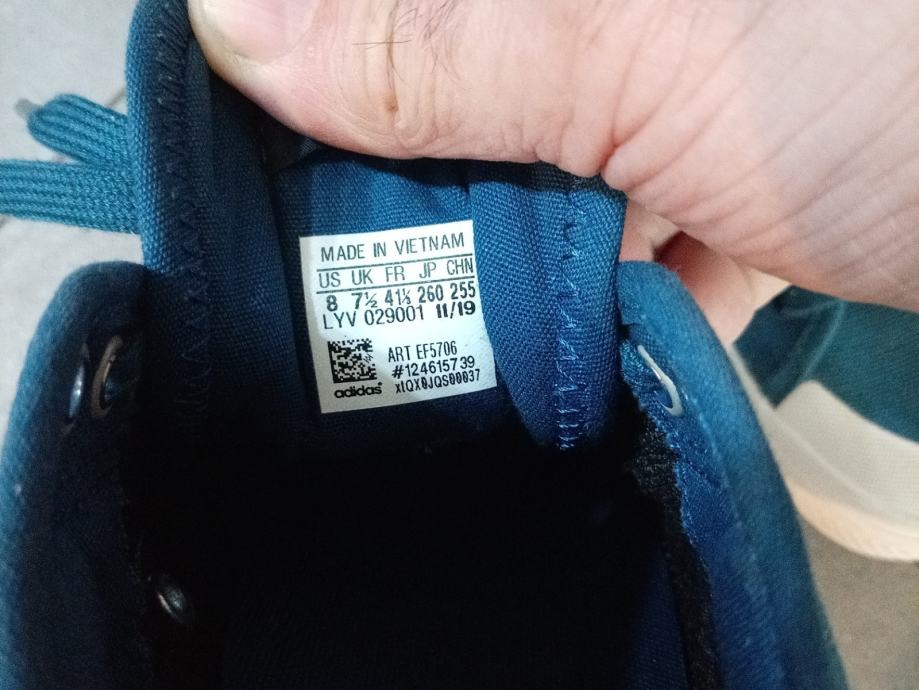 MADE IN VIETNAM
US UK FR JP CHN
8 7½ 41⅓ 260 255
LYV 029001 11/19
ART EF5706
#124615739
adidas
xtQX0JQS00037